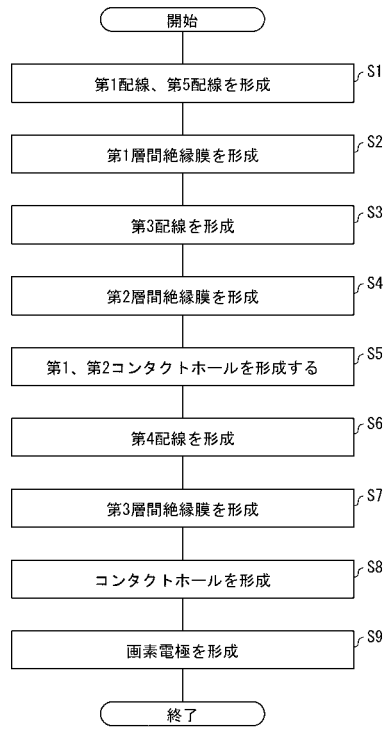 開始
第1配線、第5配線を形成
S1
第1層間絶縁膜を形成
S2
第3配線を形成
S3
第2層間絶縁膜を形成
S4
第1、第2コンタクトホールを形成する
S5
第4配線を形成
S6
第3層間絶縁膜を形成
S7
コンタクトホールを形成
S8
画素電極を形成
S9
終了